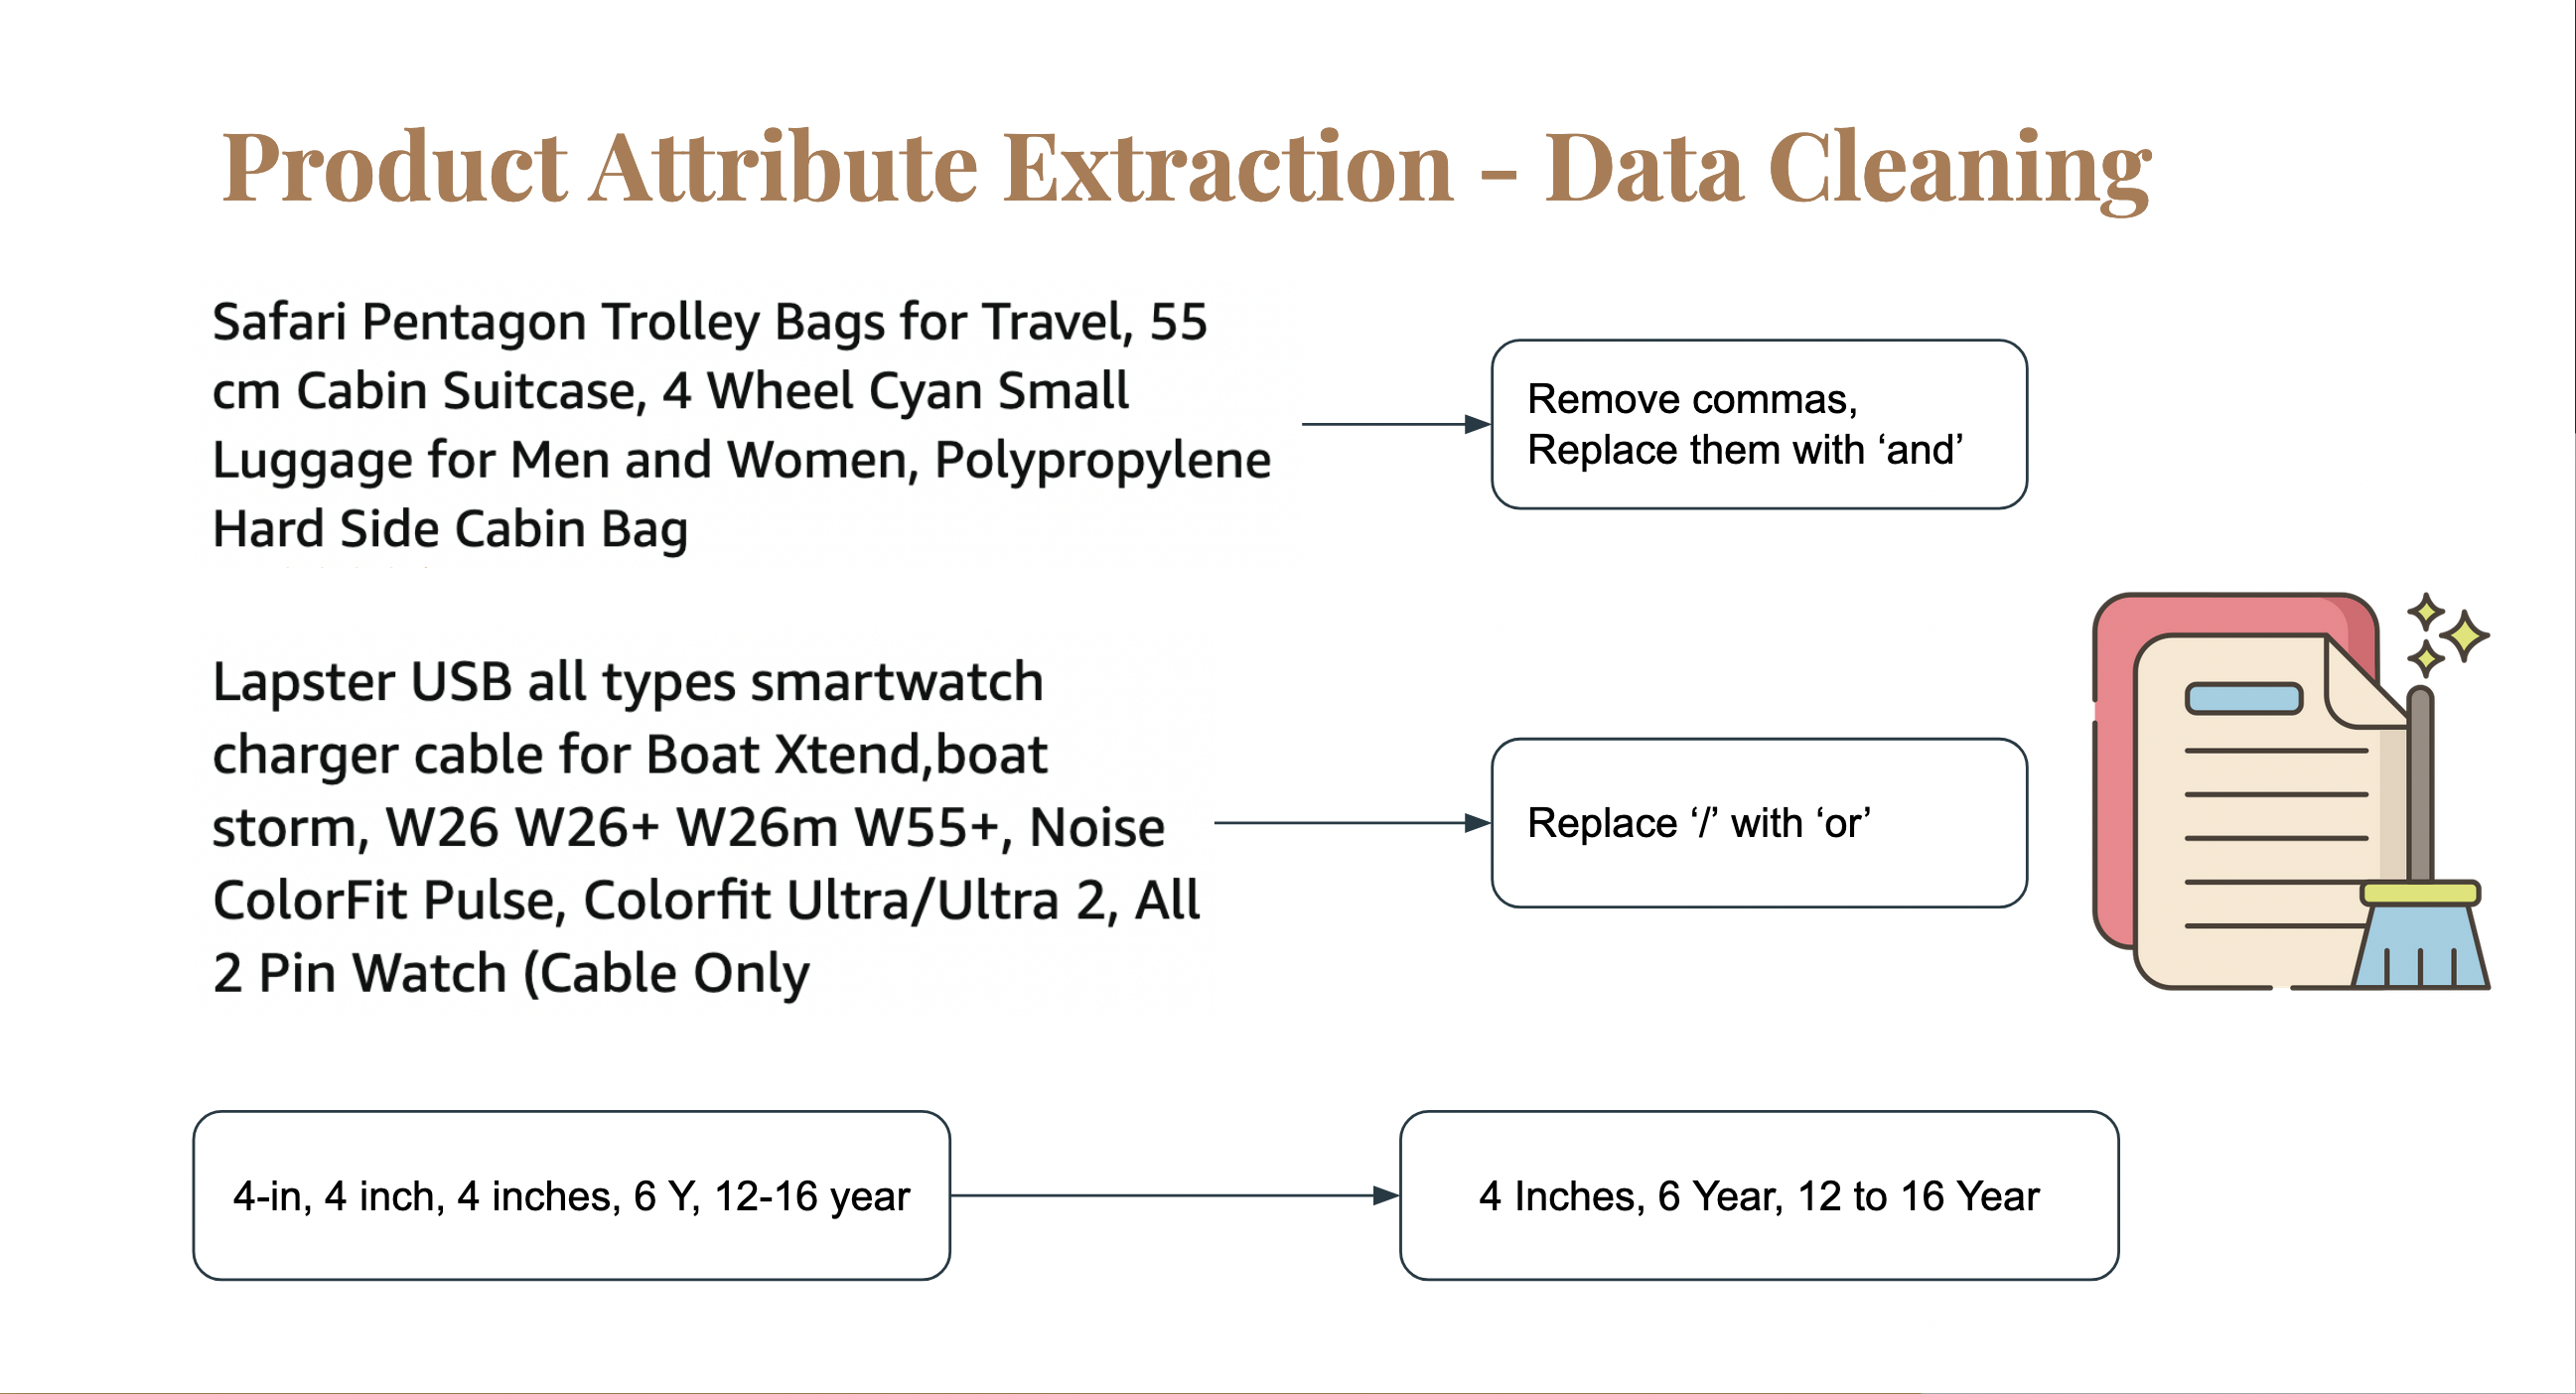 Product Attribute Extraction – Data Cleaning
Safari Pentagon Trolley Bags for Travel, 55
cm Cabin Suitcase, 4 Wheel Cyan Small
Luggage for Men and Women, Polypropylene
Hard Side Cabin Bag
Remove commas,
Replace them with ‘and’
Lapster USB all types smartwatch
charger cable for Boat Xtend,boat
storm, W26 W26+ W26m W55+, Noise
ColorFit Pulse, Colorfit Ultra/Ultra 2, All
2 Pin Watch (Cable Only
Replace ‘/’ with ‘or’
4-in, 4 inch, 4 inches, 6 Y, 12-16 year
4 Inches, 6 Year, 12 to 16 Year